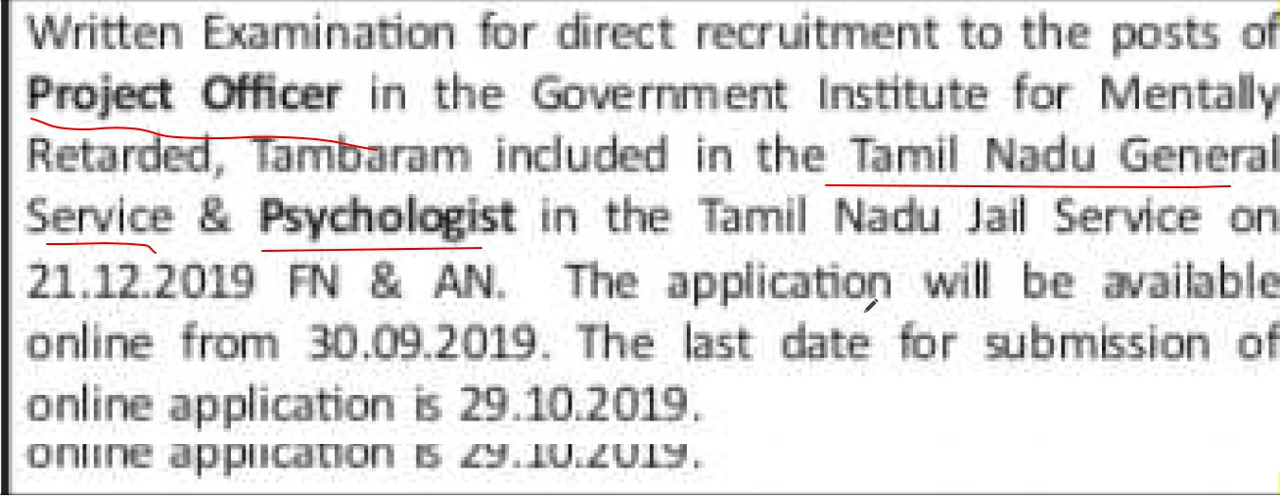 Written Examination for direct recruitment to the posts of
Project Officer in the Government Institute for Mentally
Retarded, Tambaram included in the Tamil Nadu General
Service & Psychologist in the Tamil Nadu Jail Service on
21.12.2019 FN & AN. The application will be available
online from 30.09.2019. The last date for submission of
online application is 29.10.2019.
online application is 29.10.2019.